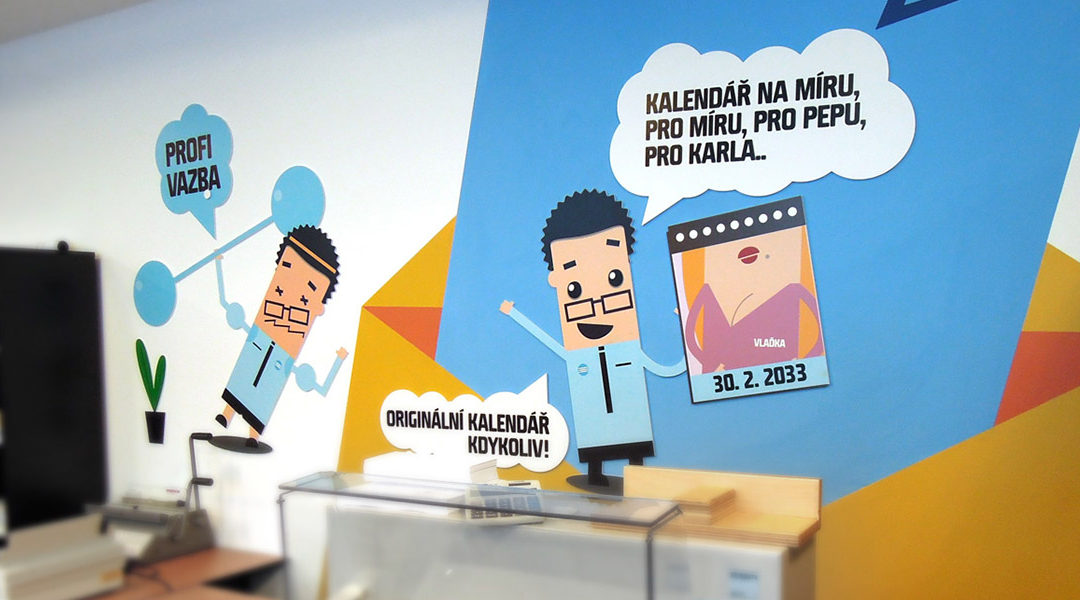 PROFI
VAZBA
KALENDÁŘ NA MÍRU,
PRO MÍRU, PRO PEPU,
PRO KARLA..
VLAĎKA
30. 2. 2033
ORIGINÁLNÍ KALENDÁŘ
KDYKOLIV!